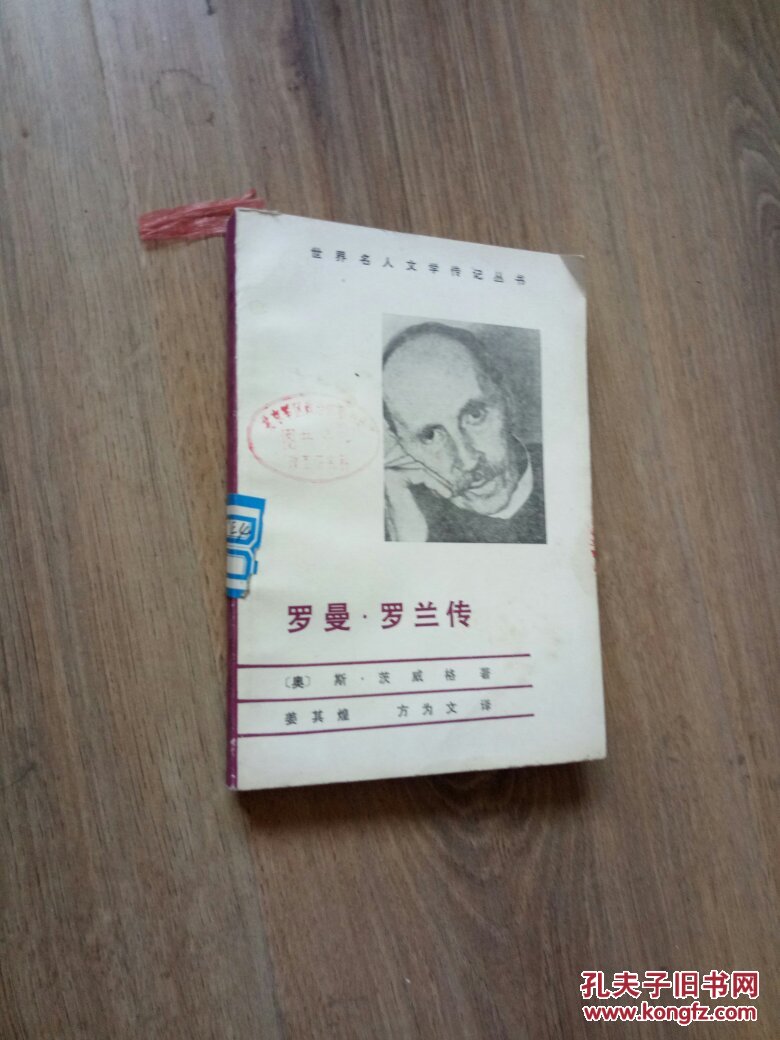 世界名人文学传记丛书
罗曼·罗兰传
〔奥〕 斯·茨威格著
姜其煌 方为文译
孔夫子旧书网
www.kongfz.com